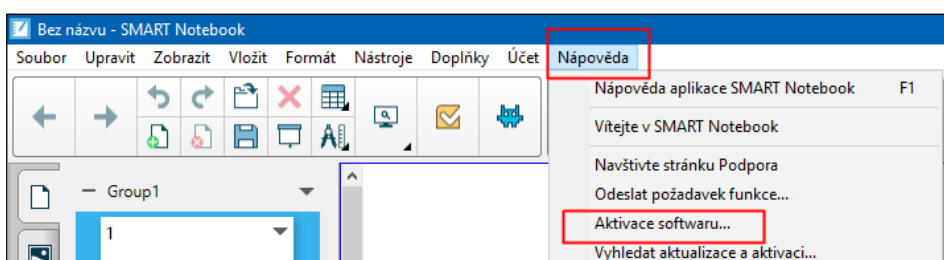 Bez názvu - SMART Notebook
Soubor Upravit Zobrazit Vložit Formát Nástroje Doplňky Účet Nápověda
Nápověda aplikace SMART Notebook F1
Vítejte v SMART Notebook
Navštivte stránku Podpora
Odeslat požadavek funkce...
Aktivace softwaru...
Vyhledat aktualizace a aktivaci...
Group1
1